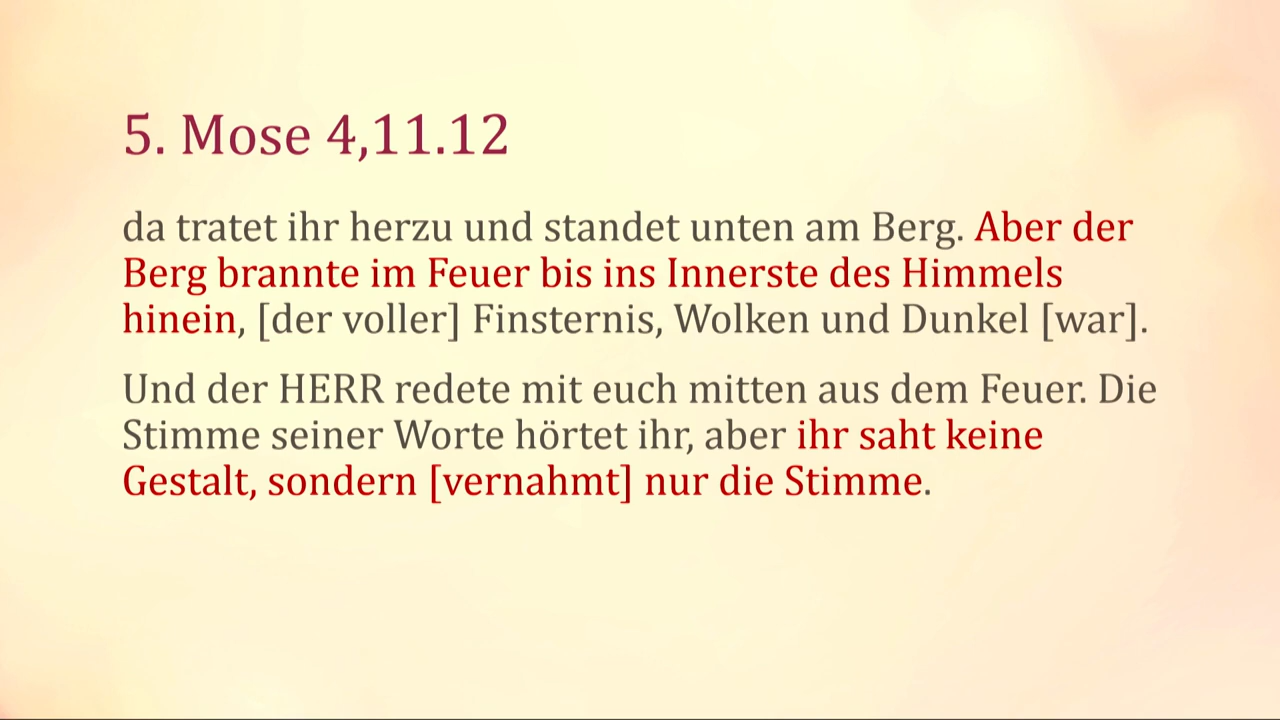 5. Mose 4,11.12
da tratet ihr herzu und standet unten am Berg. Aber der
Berg brannte im Feuer bis ins Innerste des Himmels
hinein, [der voller] Finsternis, Wolken und Dunkel [war].
Und der HERR redete mit euch mitten aus dem Feuer. Die
Stimme seiner Worte hörtet ihr, aber ihr saht keine
Gestalt, sondern [vernahmt] nur die Stimme.